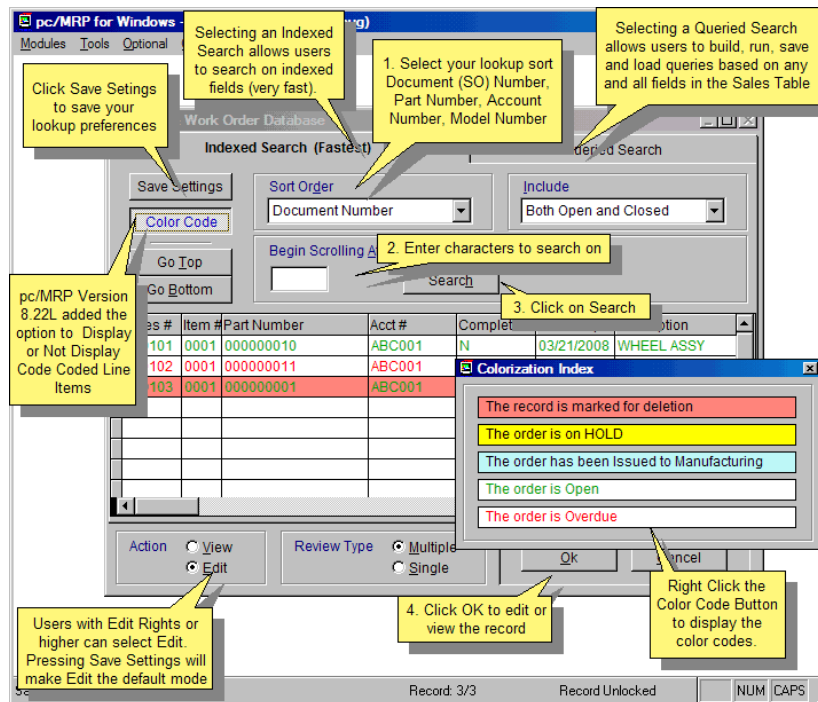 pc/MRP for Windows -
Modules Tools Optional
Selecting an Indexed
Search allows users
to search on indexed
fields (very fast).
Selecting a Queried Search
allows users to build, run, save
and load queries based on any
and all fields in the Sales Table
1. Select your lookup sort
Document (SO) Number,
Part Number, Account
Number, Model Number
Click Save Setings
to save your
lookup preferences
Work Order Database
Indexed Search (Fastest)
Search
Save Settings
Sort Order
Include
Document Number
Both Open and Closed
Color Code
Begin Scrolling
2. Enter characters to search on
Go Top
Search
Go Bottom
3. Click on Search
pc/MRP Version
8.22L added the
option to Display
or Not Display
Code Coded Line
Items
Item # Part Number Acct #
101 0001 000000010 ABC001 N 03/21/2008 WHEEL ASSY
102 0001 000000011 ABC001
103 0001 000000001 ABC001
Colorization Index
The record is marked for deletion
The order is on HOLD
The order has been Issued to Manufacturing
The order is Open
The order is Overdue
Action View
Edit
Review Type Multiple
Single
Ok
Right Click the
Color Code Button
to display the
color codes.
4. Click OK to edit or
view the record
Users with Edit Rights or
higher can select Edit.
Pressing Save Settings will
make Edit the default mode
Record: 3/3 Record Unlocked NUM CAPS